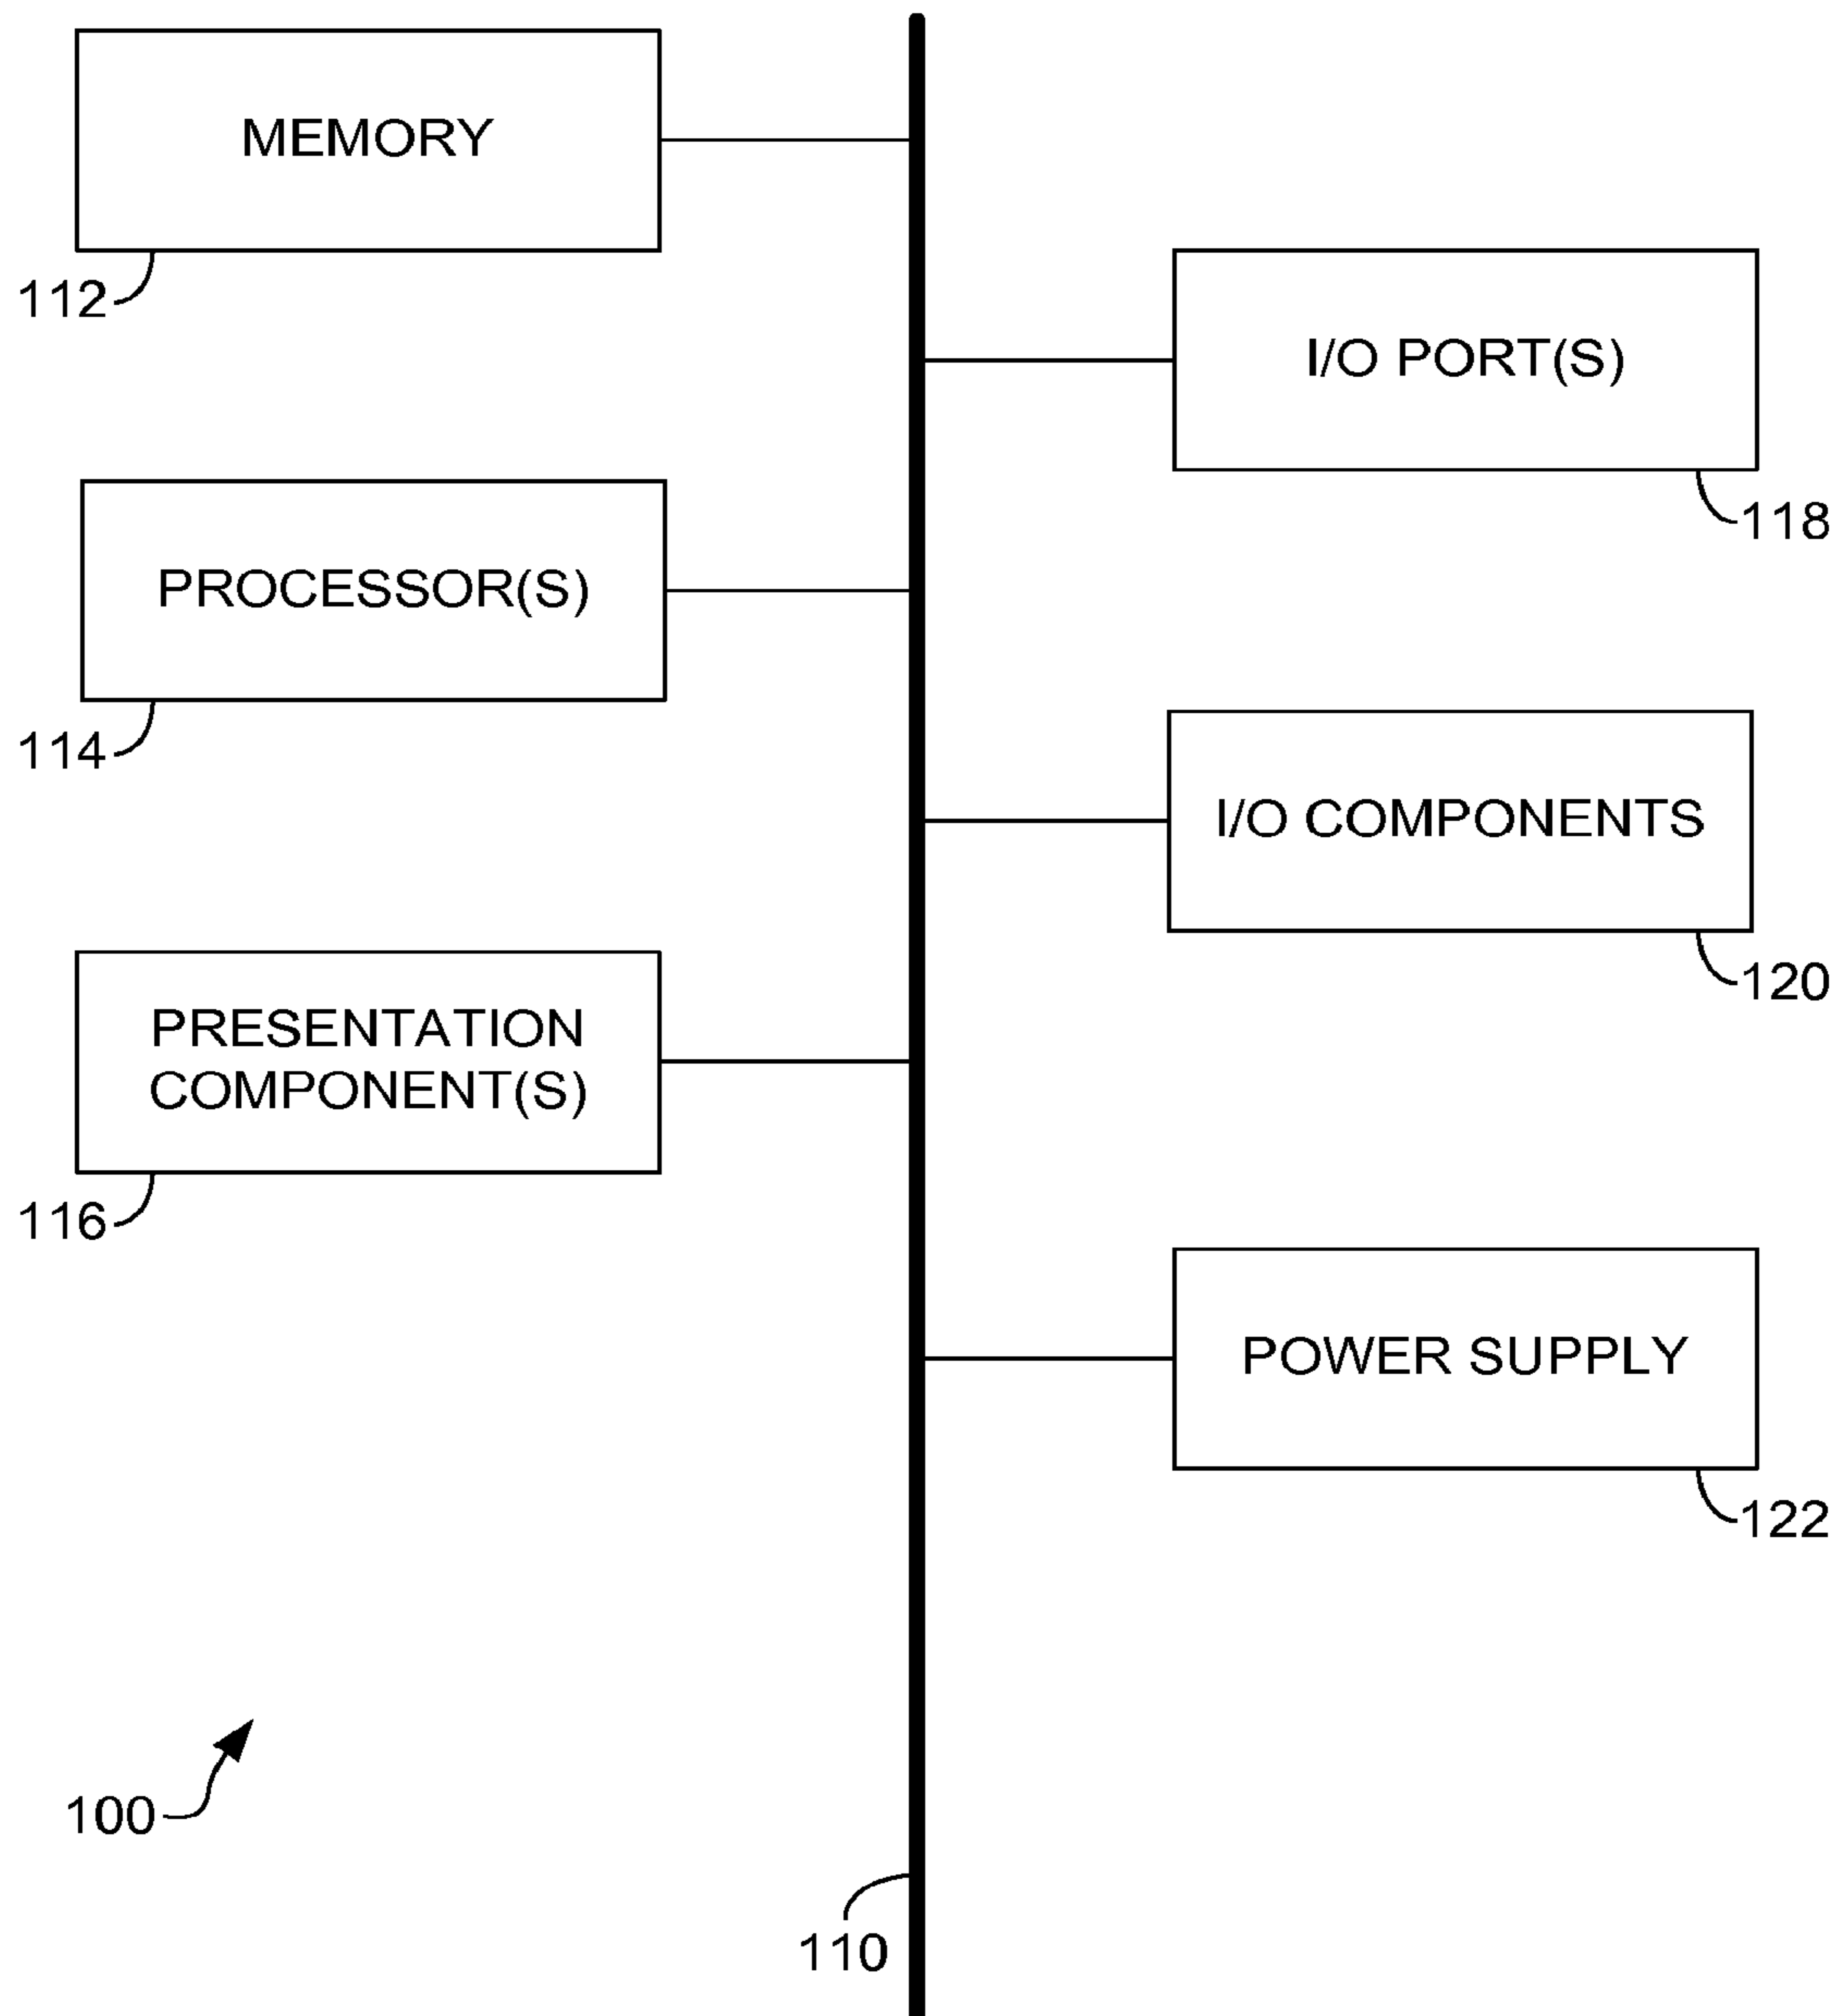 MEMORY
112
I/O PORT(S)
118
PROCESSOR(S)
114
I/O COMPONENTS
120
PRESENTATION
COMPONENT(S)
116
POWER SUPPLY
122
100
110